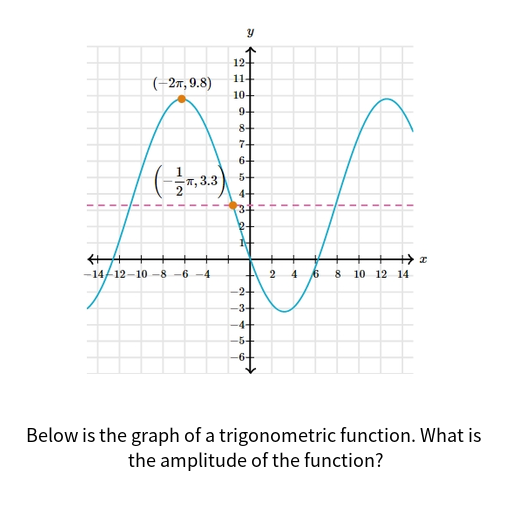 y
12
11
(−2π, 9.8)
10
9
8
7
6
(−1/2π, 3.3)
5
4
3
2
1
x
−14 −12 −10 −8 −6 −4 2 4 6 8 10 12 14
−2
−3
−4
−5
−6
Below is the graph of a trigonometric function. What is
the amplitude of the function?